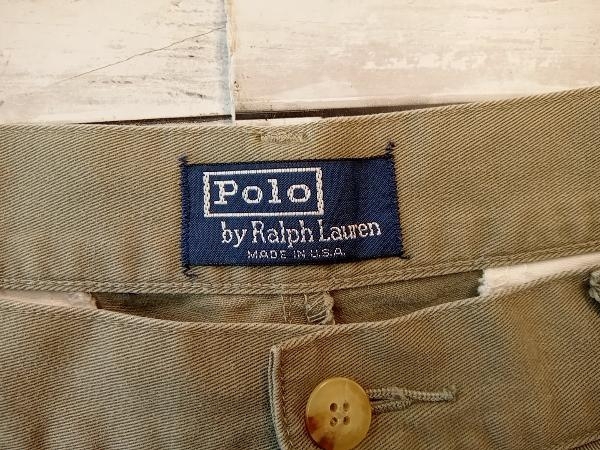 Polo
by Ralph Lauren
MADE IN U.S.A.